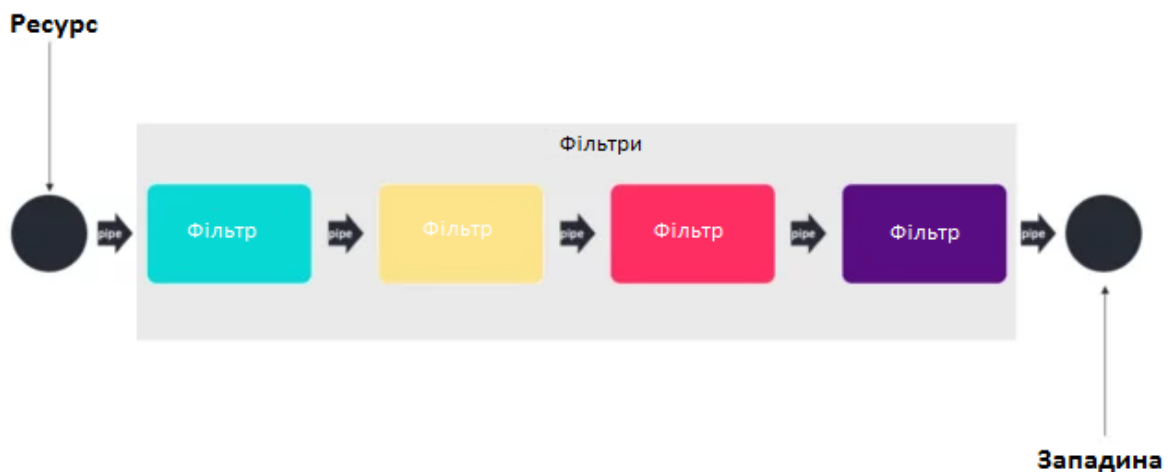 Ресурс
Фільтри
pipe
Фільтр
pipe
Фільтр
pipe
Фільтр
pipe
Фільтр
pipe
Западина